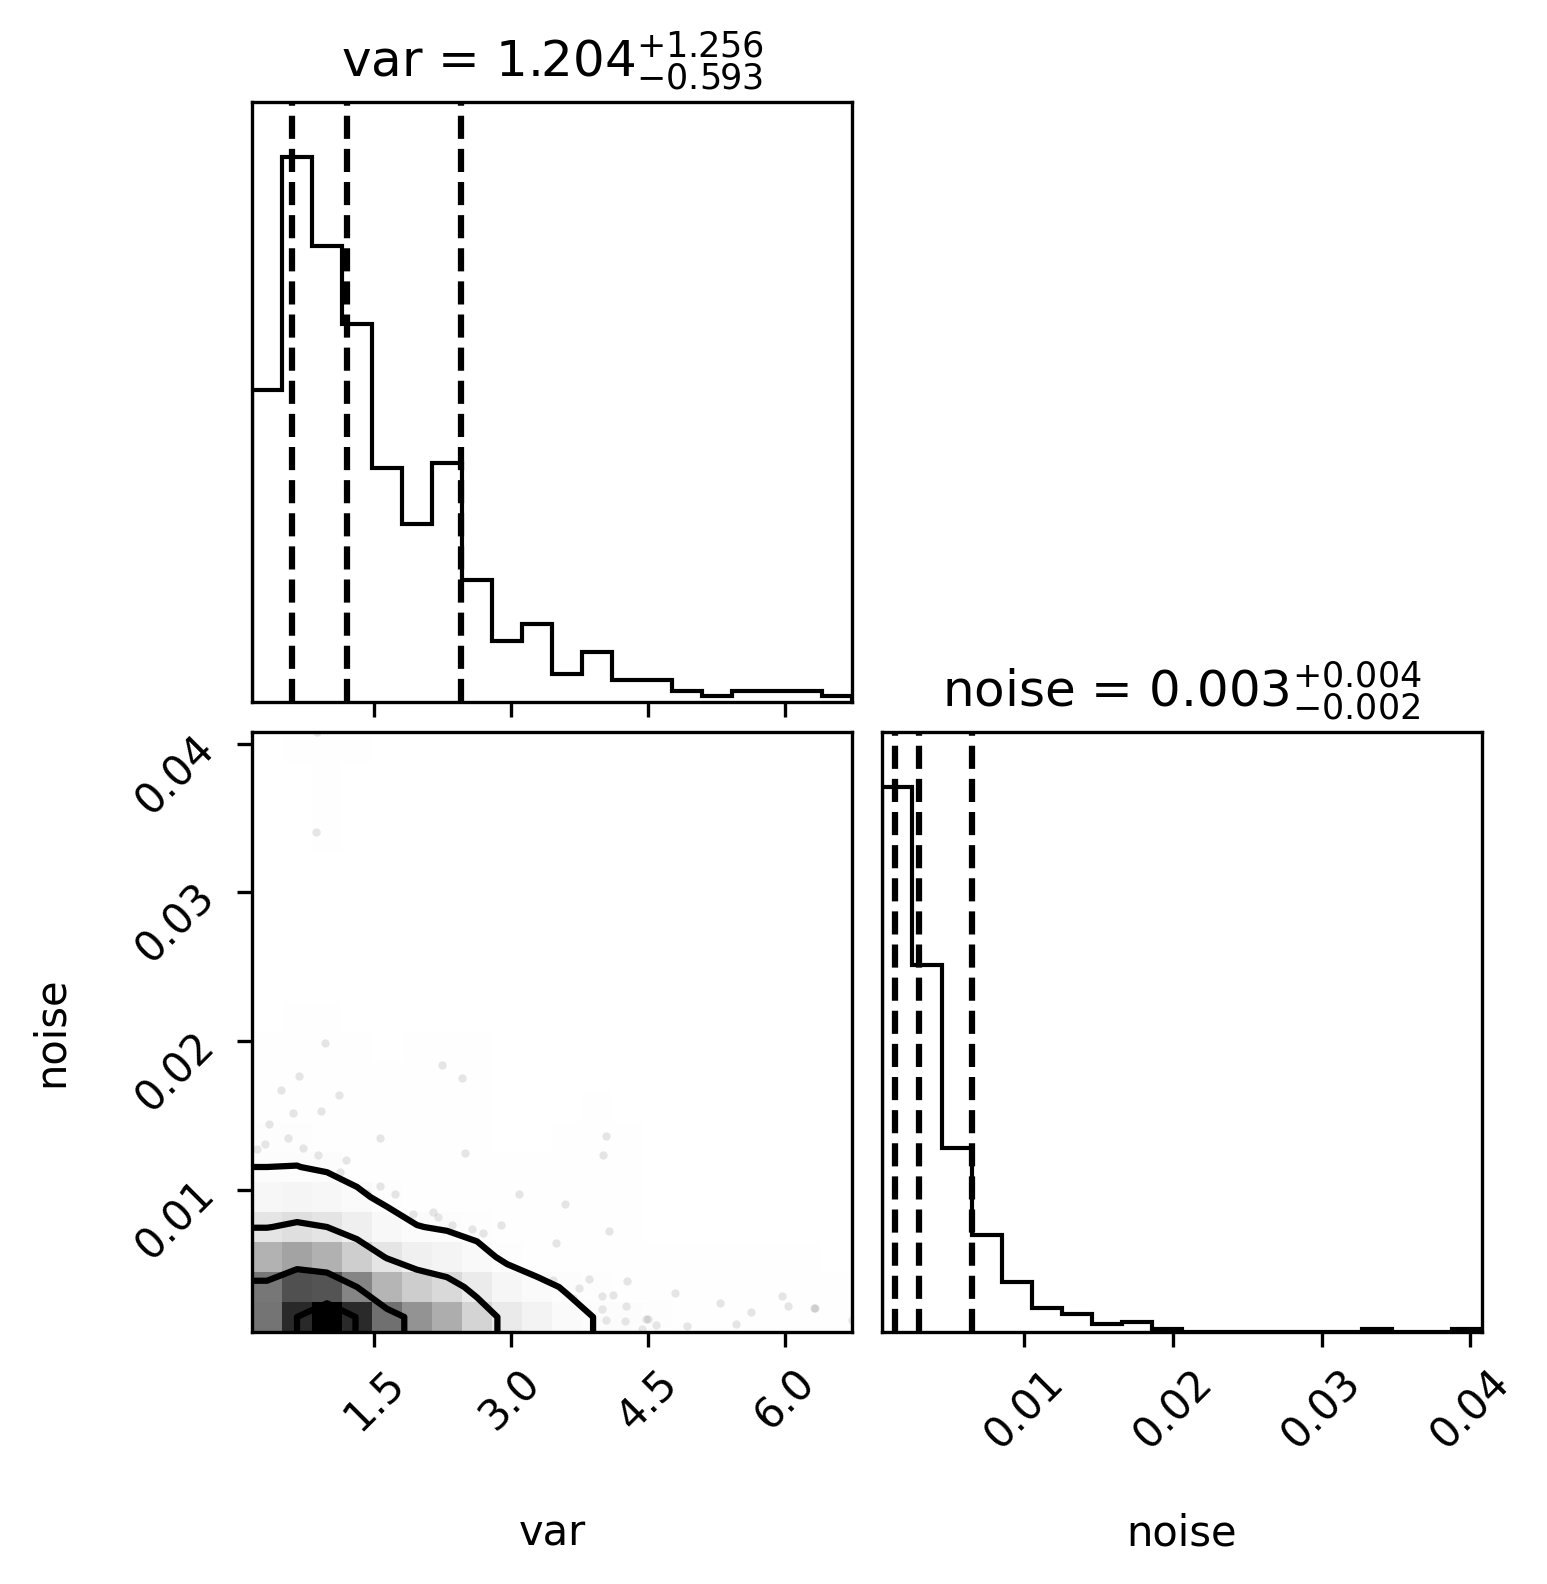 var = 1.204 +1.256 −0.593
noise = 0.003 +0.004 −0.002
0.04
0.03
0.02
0.01
noise
1.5 3.0 4.5 6.0
0.01 0.02 0.03 0.04
var
noise